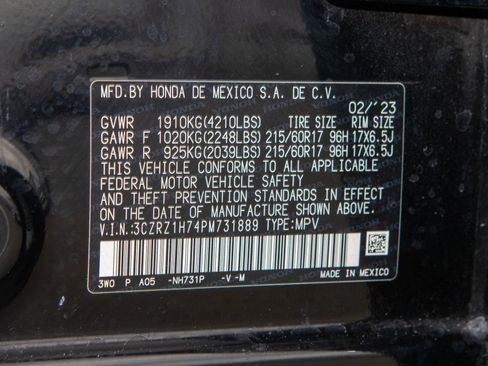 MFD.BY HONDA DE MEXICO S.A. DE C.V.
02/'23
GVWR 1910KG(4210LBS) TIRE SIZE RIM SIZE
GAWR F 1020KG(2248LBS) 215/60R17 96H 17X6.5J
GAWR R 925KG(2039LBS) 215/60R17 96H 17X6.5J
THIS VEHICLE CONFORMS TO ALL APPLICABLE
FEDERAL MOTOR VEHICLE SAFETY
AND THEFT PREVENTION STANDARDS IN EFFECT
ON THE DATE OF MANUFACTURE SHOWN ABOVE.
V.I.N.:3CZRZ1H74PM731889 TYPE:MPV
3W0 P A05 -NH731P -V -M
MADE IN MEXICO